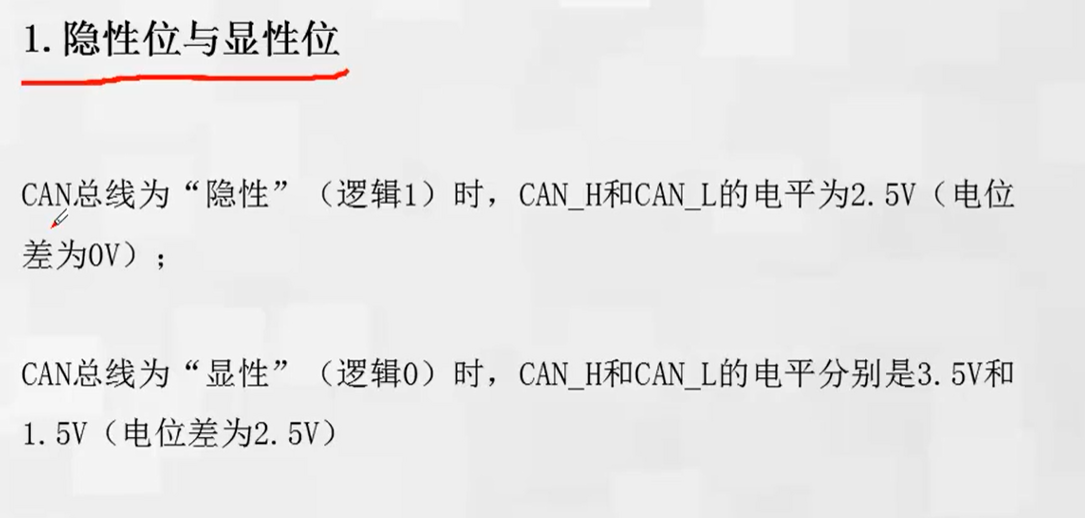 1.隐性位与显性位
CAN总线为“隐性”（逻辑1）时，CAN_H和CAN_L的电平为2.5V（电位
差为0V）；
CAN总线为“显性”（逻辑0）时，CAN_H和CAN_L的电平分别是3.5V和
1.5V（电位差为2.5V）